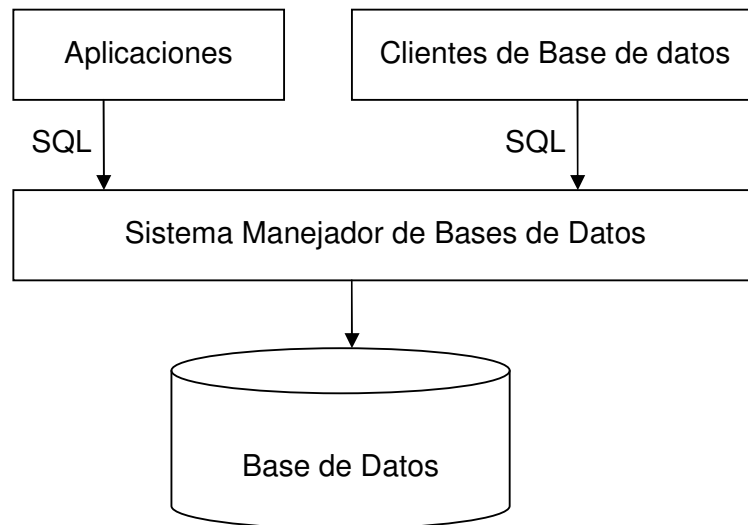 Aplicaciones
Clientes de Base de datos
SQL
SQL
Sistema Manejador de Bases de Datos
Base de Datos